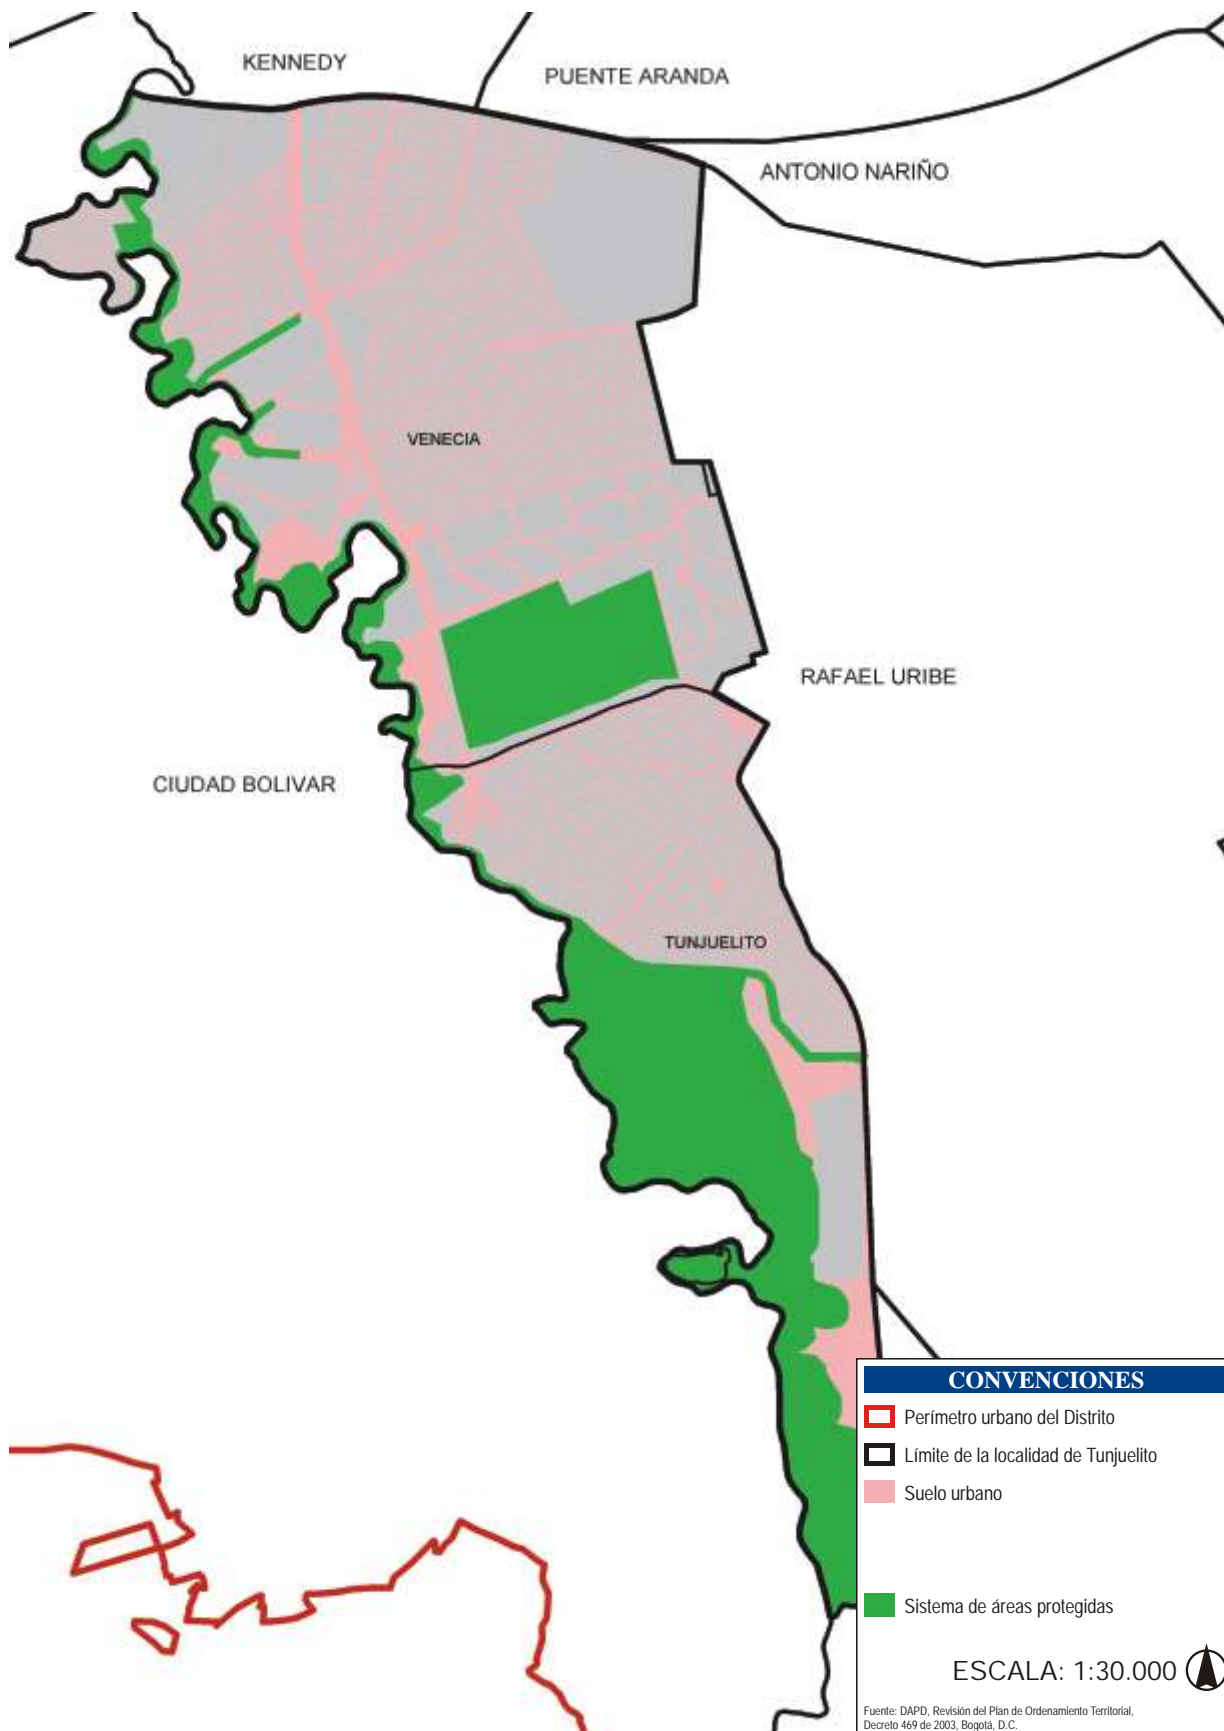 KENNEDY
PUENTE ARANDA
ANTONIO NARIÑO
VENECIA
RAFAEL URIBE
CIUDAD BOLIVAR
TUNJUELITO
CONVENCIONES
Perímetro urbano del Distrito
Límite de la localidad de Tunjuelito
Suelo urbano
Sistema de áreas protegidas
ESCALA: 1:30.000
Fuente: DAPD, Revisión del Plan de Ordenamiento Territorial,
Decreto 469 de 2003, Bogotá, D.C.